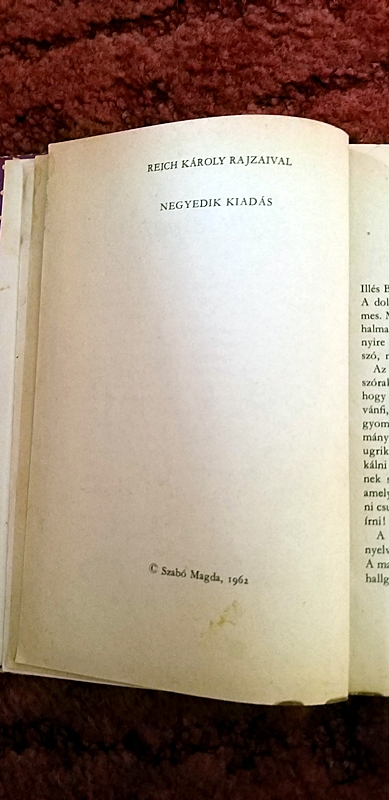 REICH KÁROLY RAJZAIVAL
NEGYEDIK KIADÁS
© Szabó Magda, 1962
Illés B
A dol
mes. M
halma
nyire
szó, 
Az
szóral
hogy
vánfi,
gyom
mány
ugrik
kálni
nek s
amely
ni csu
írni!
A
nyelv
A ma
hallg